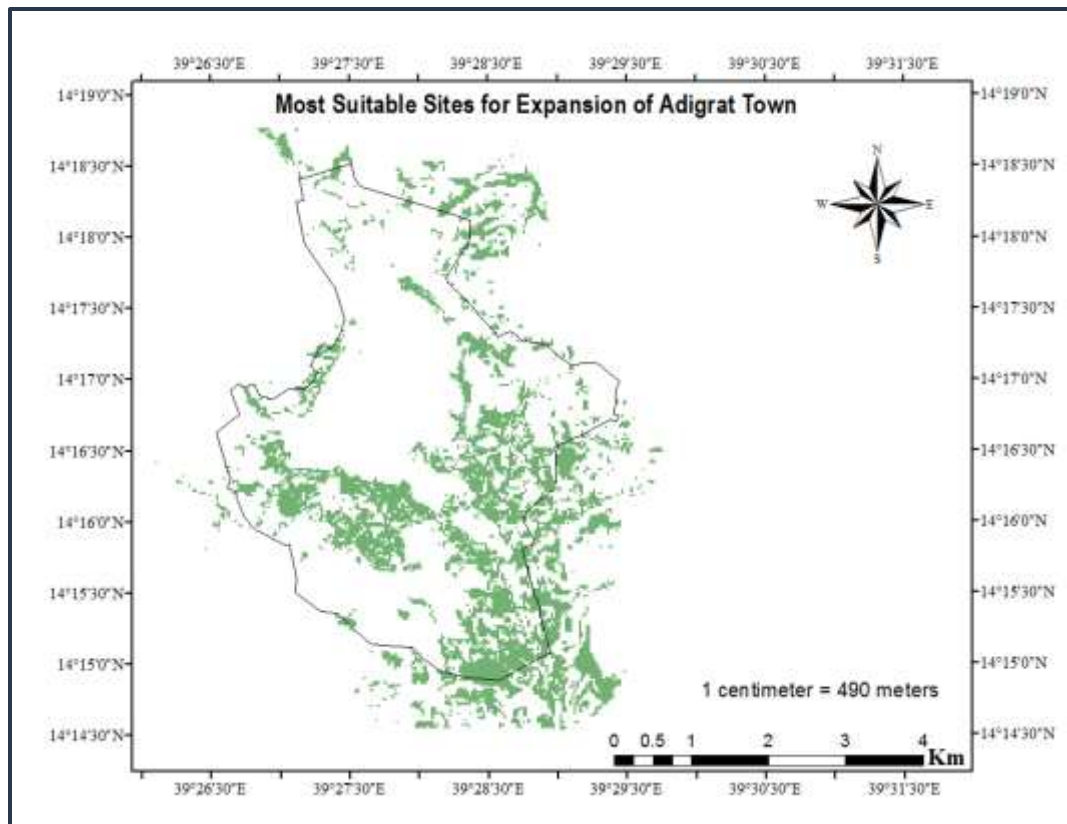 39°26'30"E 39°27'30"E 39°28'30"E 39°29'30"E 39°30'30"E 39°31'30"E
Most Suitable Sites for Expansion of Adigrat Town
14°19'0"N 14°19'0"N
14°18'30"N 14°18'30"N
N
W E
S
14°18'0"N 14°18'0"N
14°17'30"N 14°17'30"N
14°17'0"N 14°17'0"N
14°16'30"N 14°16'30"N
14°16'0"N 14°16'0"N
14°15'30"N 14°15'30"N
14°15'0"N 14°15'0"N
1 centimeter = 490 meters
14°14'30"N 14°14'30"N
0 0.5 1 2 3 4
Km
39°26'30"E 39°27'30"E 39°28'30"E 39°29'30"E 39°30'30"E 39°31'30"E